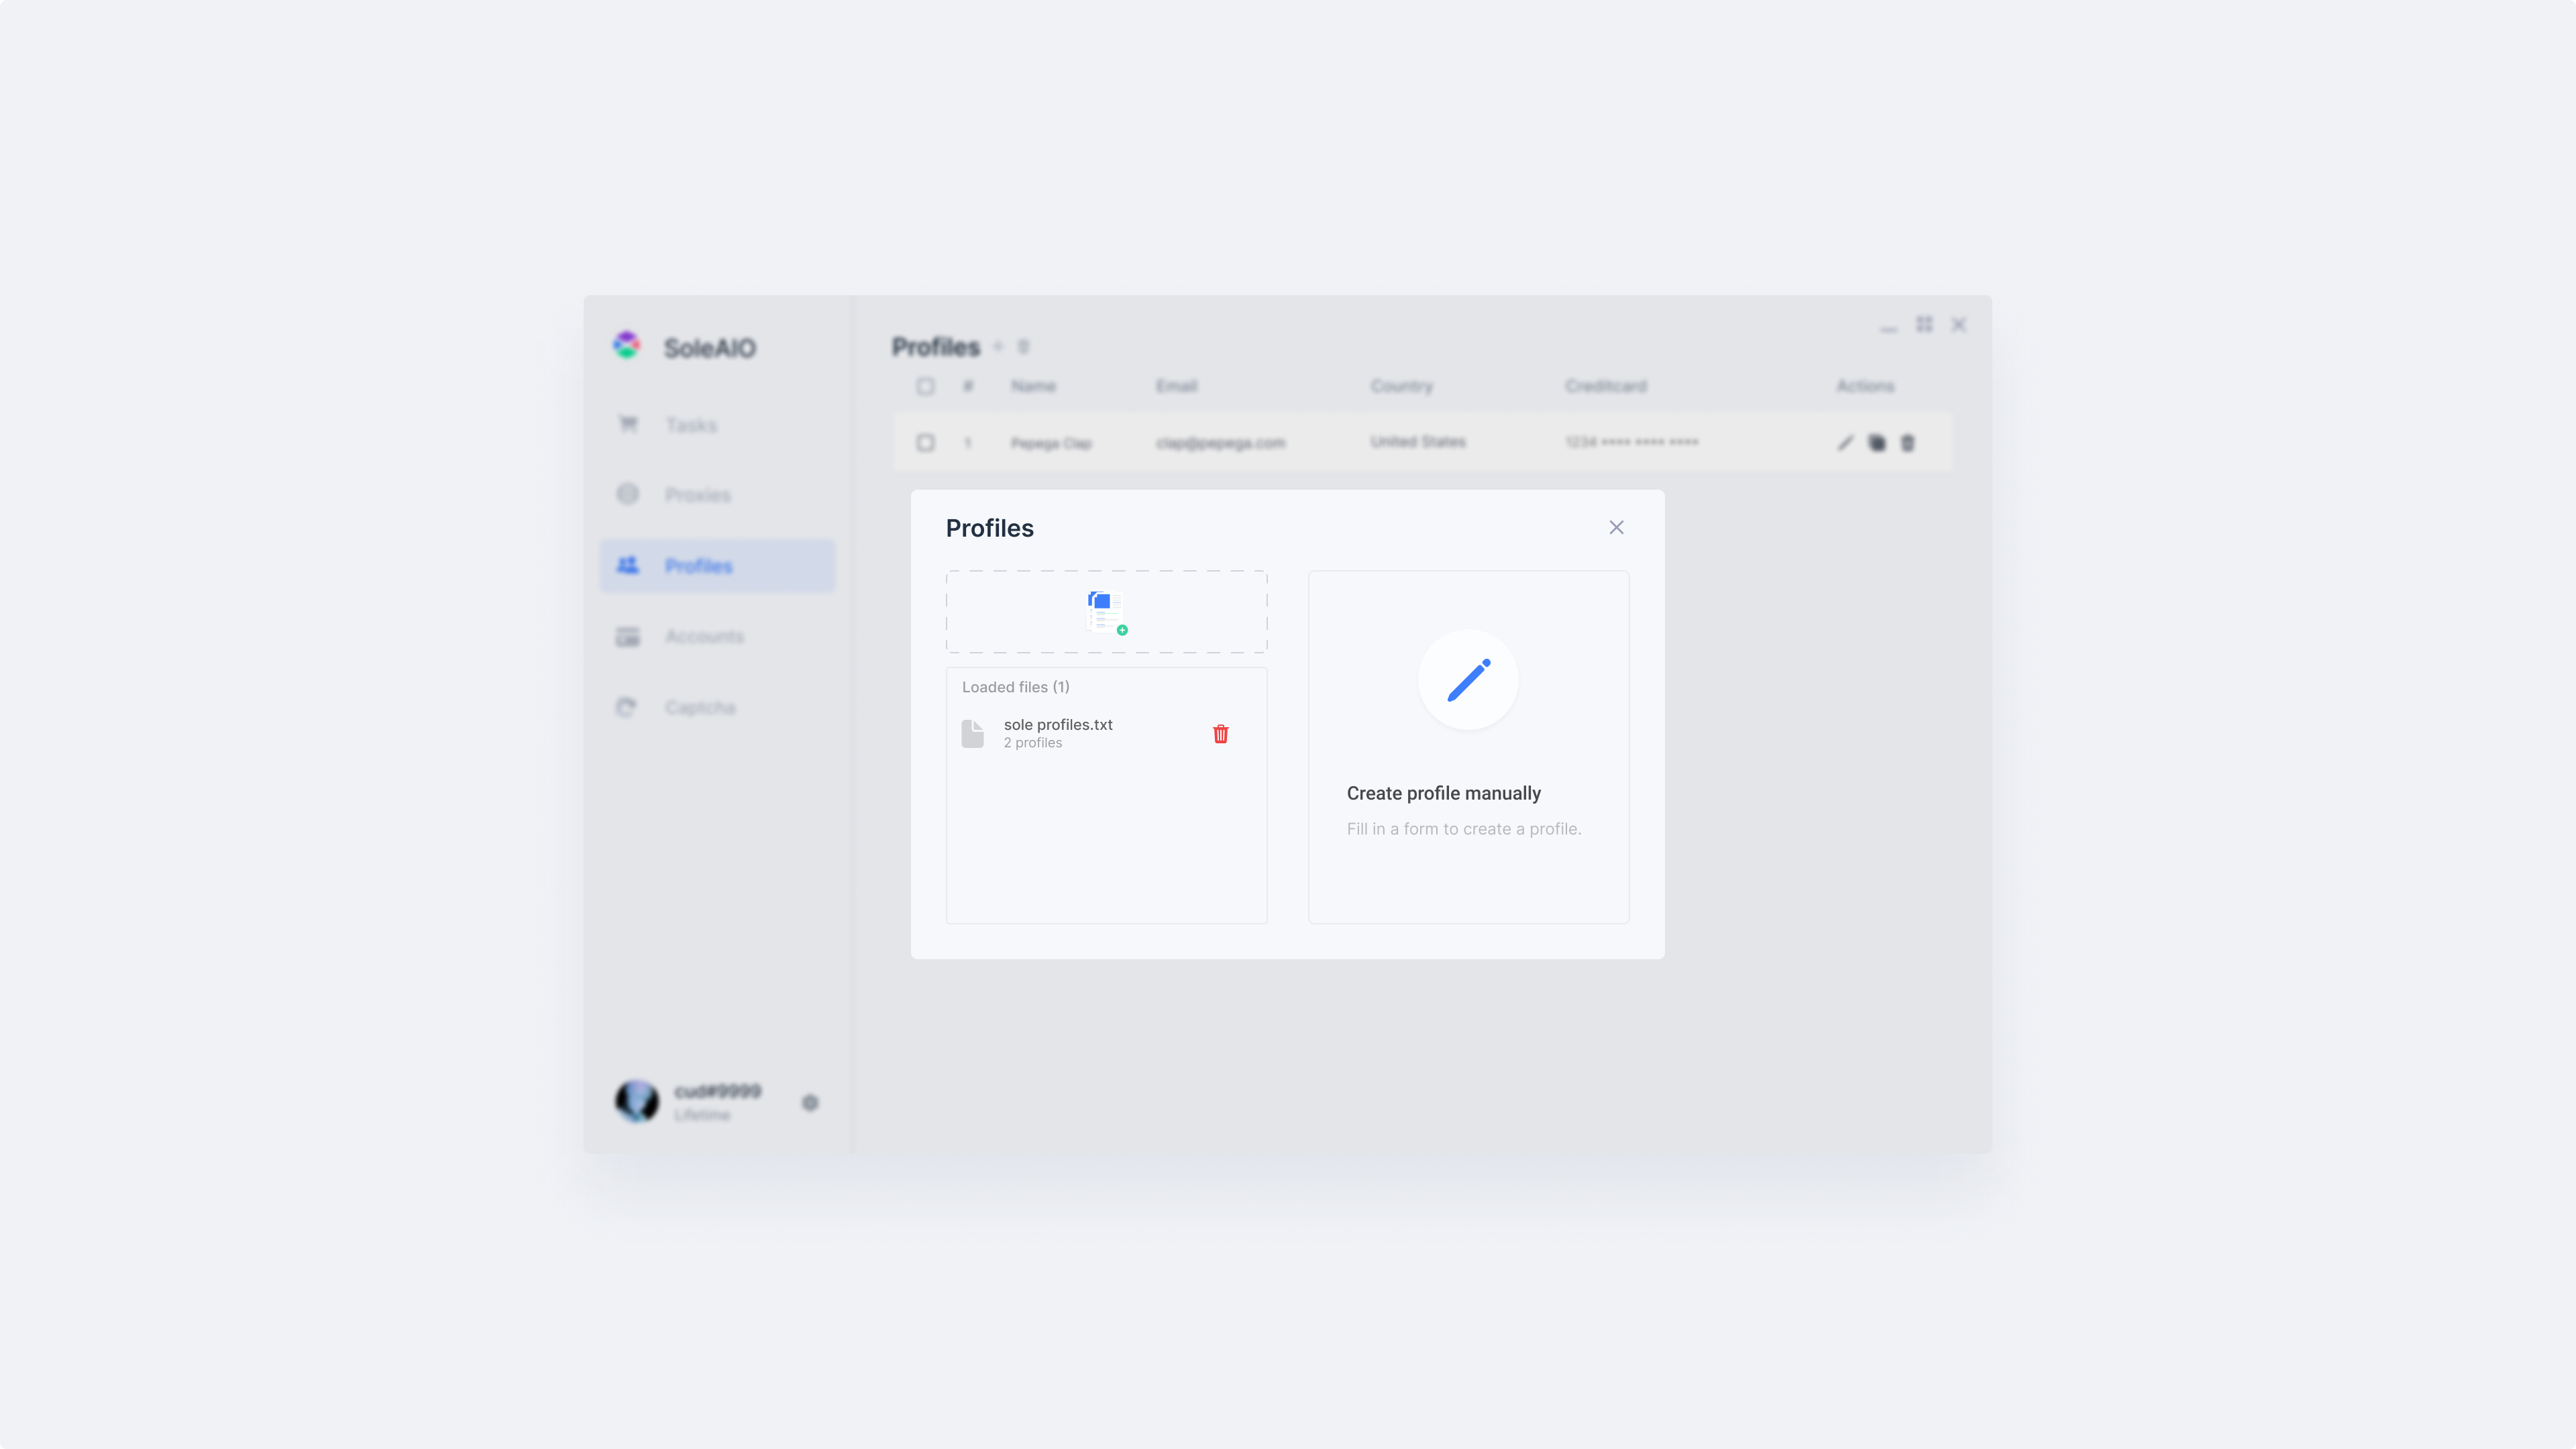 SoleAIO
Tasks
Proxies
Profiles
Accounts
Captcha
cud#9999
Lifetime
Profiles
# Name Email Country Creditcard Actions
1 Pepega Clap clap@pepega.com United States 1234 •••• •••• ••••
Profiles
Loaded files (1)
sole profiles.txt
2 profiles
Create profile manually
Fill in a form to create a profile.